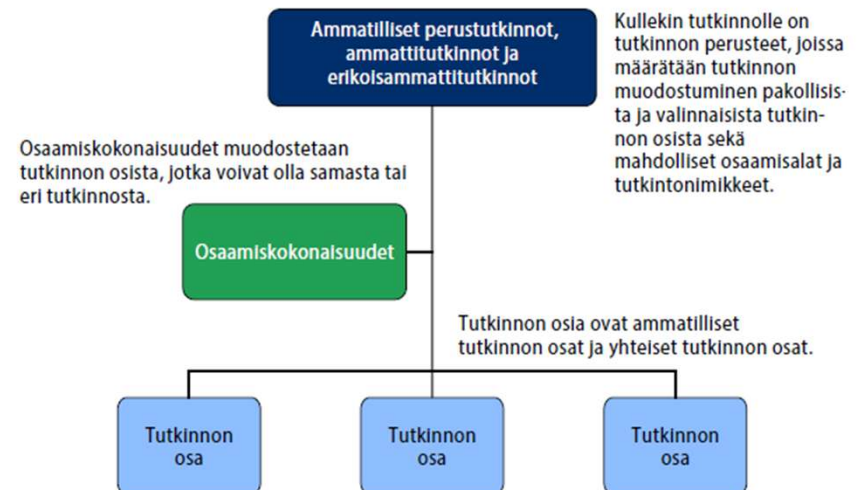 Ammatilliset perustutkinnot,
ammattitutkinnot ja
erikoisammattitutkinnot
Kullekin tutkinnolle on
tutkinnon perusteet, joissa
määrätään tutkinnon
muodostuminen pakollisis-
ta ja valinnaisista tutkin-
non osista sekä
mahdolliset osaamisalat ja
tutkintonimikkeet.
Osaamiskokonaisuudet muodostetaan
tutkinnon osista, jotka voivat olla samasta tai
eri tutkinnosta.
Osaamiskokonaisuudet
Tutkinnon osia ovat ammatilliset
tutkinnon osat ja yhteiset tutkinnon osat.
Tutkinnon
osa
Tutkinnon
osa
Tutkinnon
osa